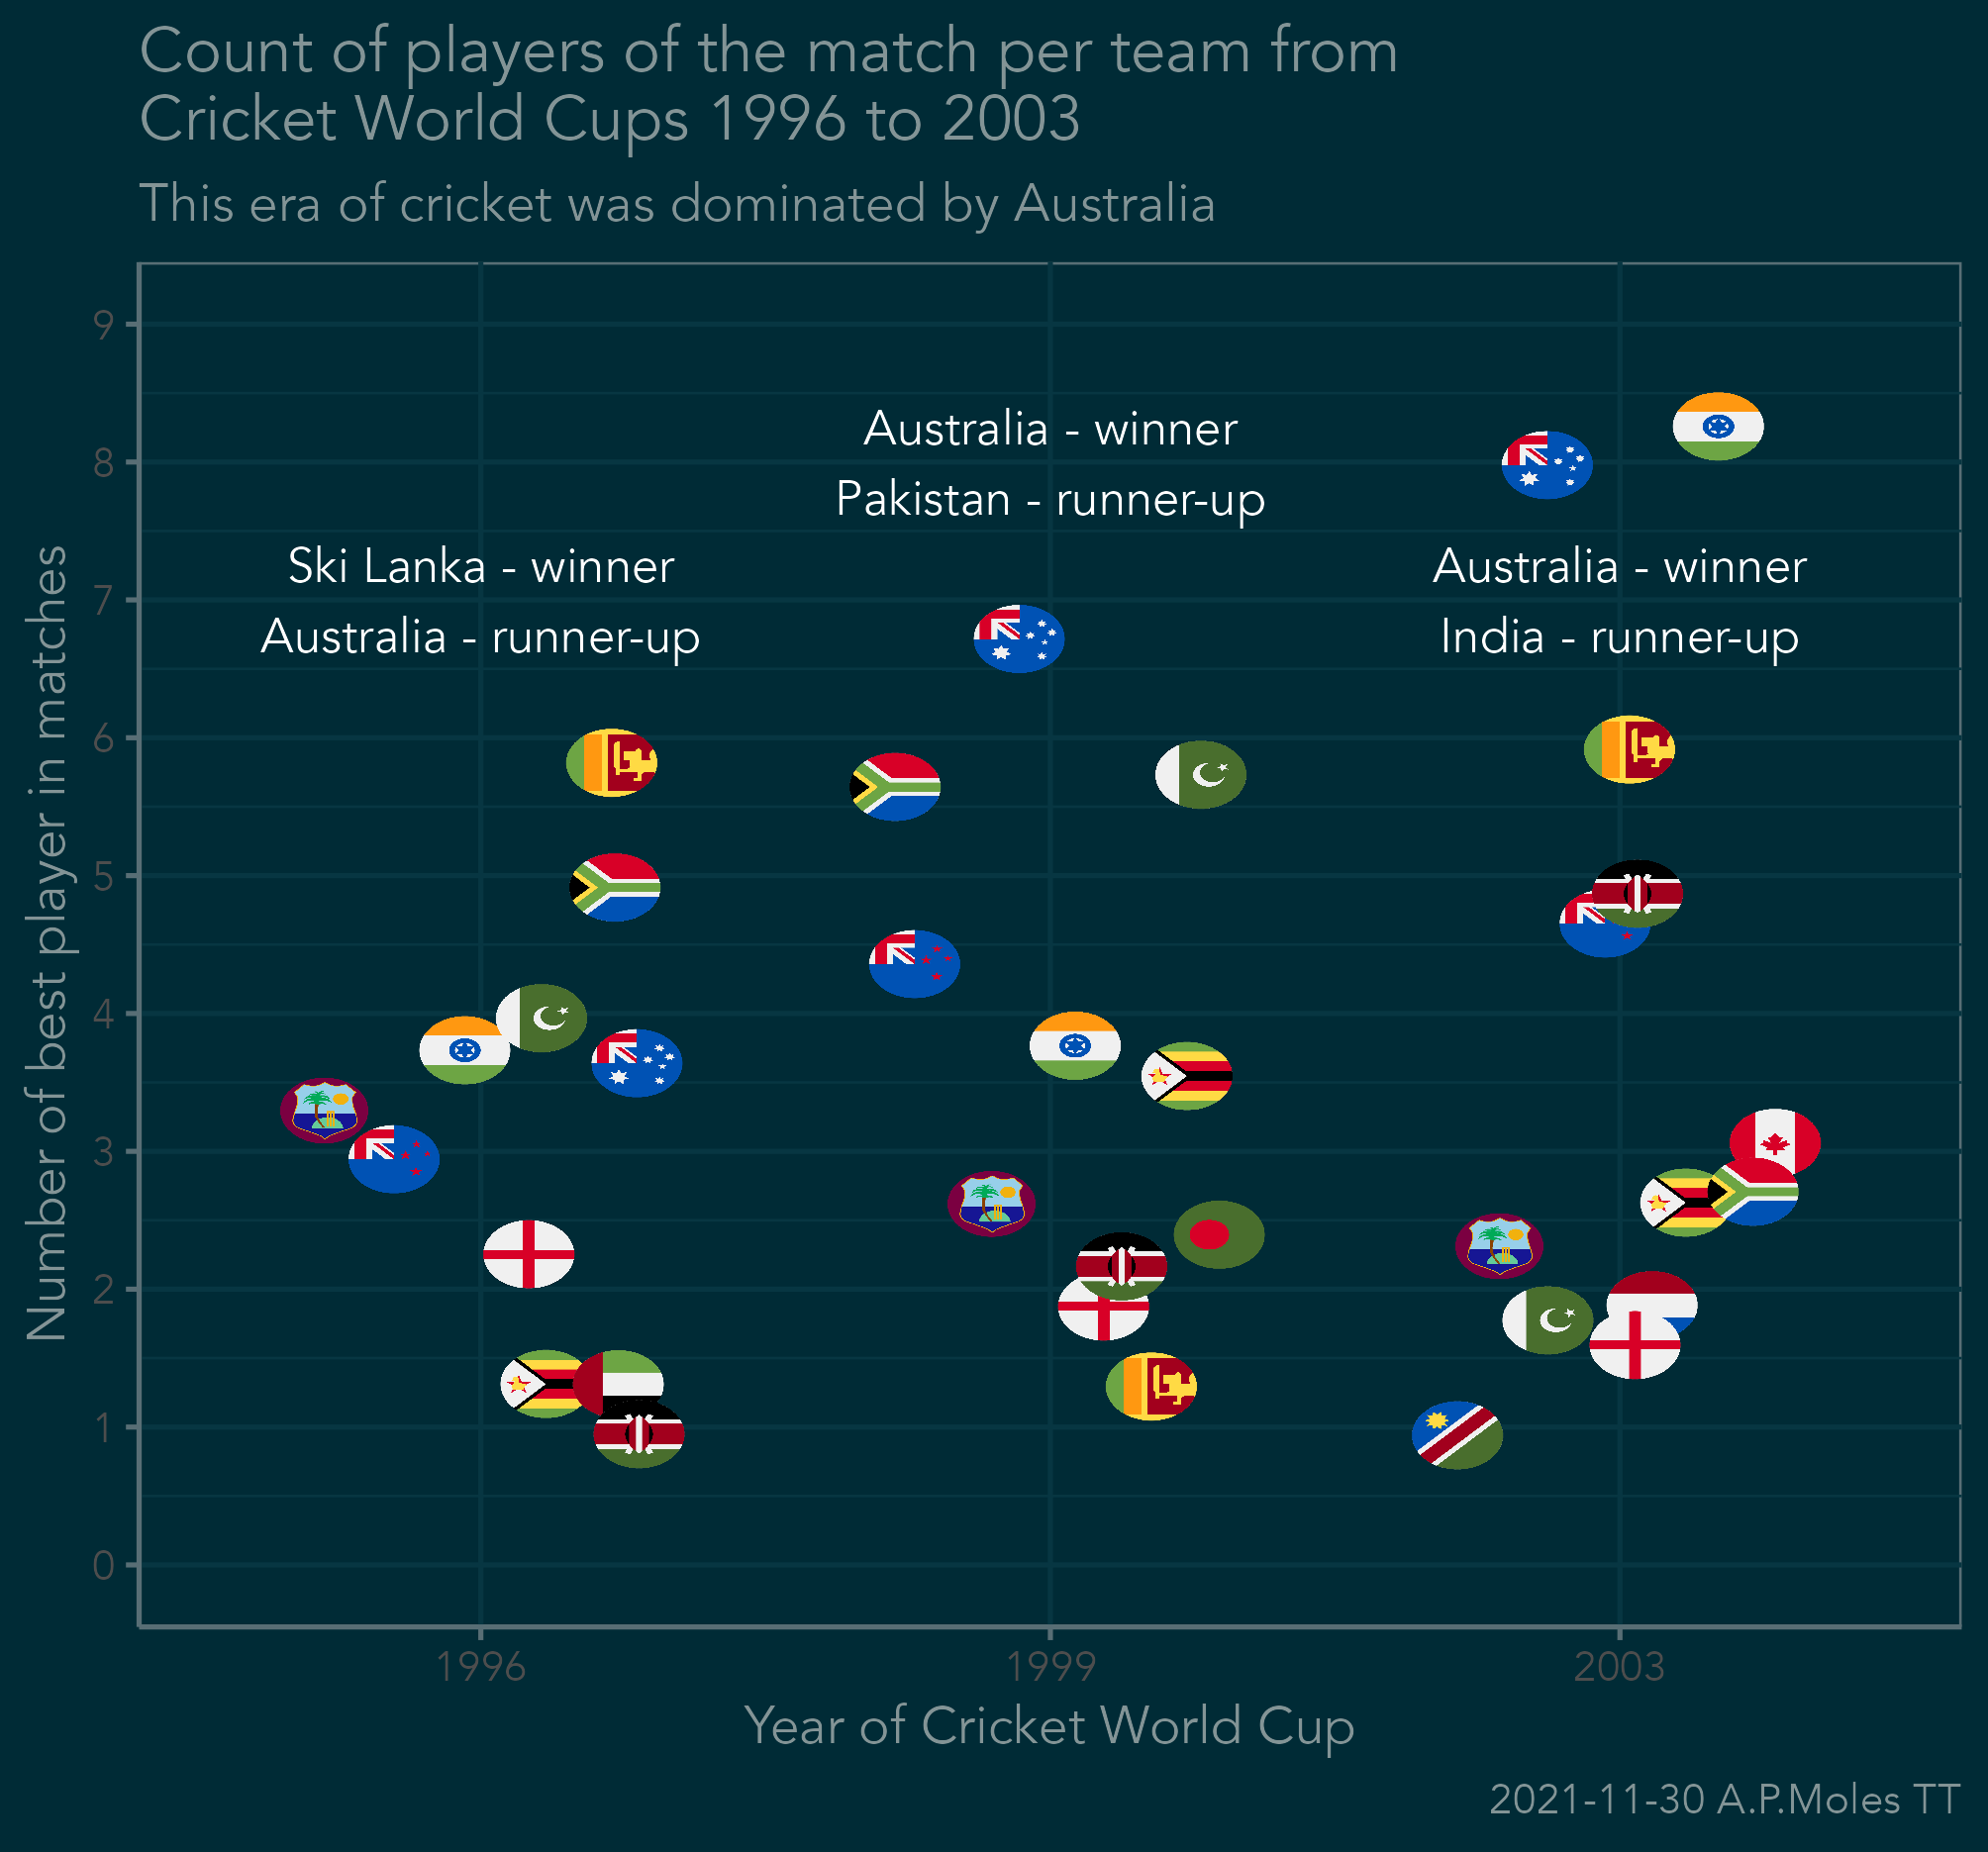 Count of players of the match per team from
Cricket World Cups 1996 to 2003
This era of cricket was dominated by Australia
Number of best player in matches
9
8
7
6
5
4
3
2
1
0
Ski Lanka - winner
Australia - runner-up
Australia - winner
Pakistan - runner-up
Australia - winner
India - runner-up
1996
1999
2003
Year of Cricket World Cup
2021-11-30 A.P.Moles TT